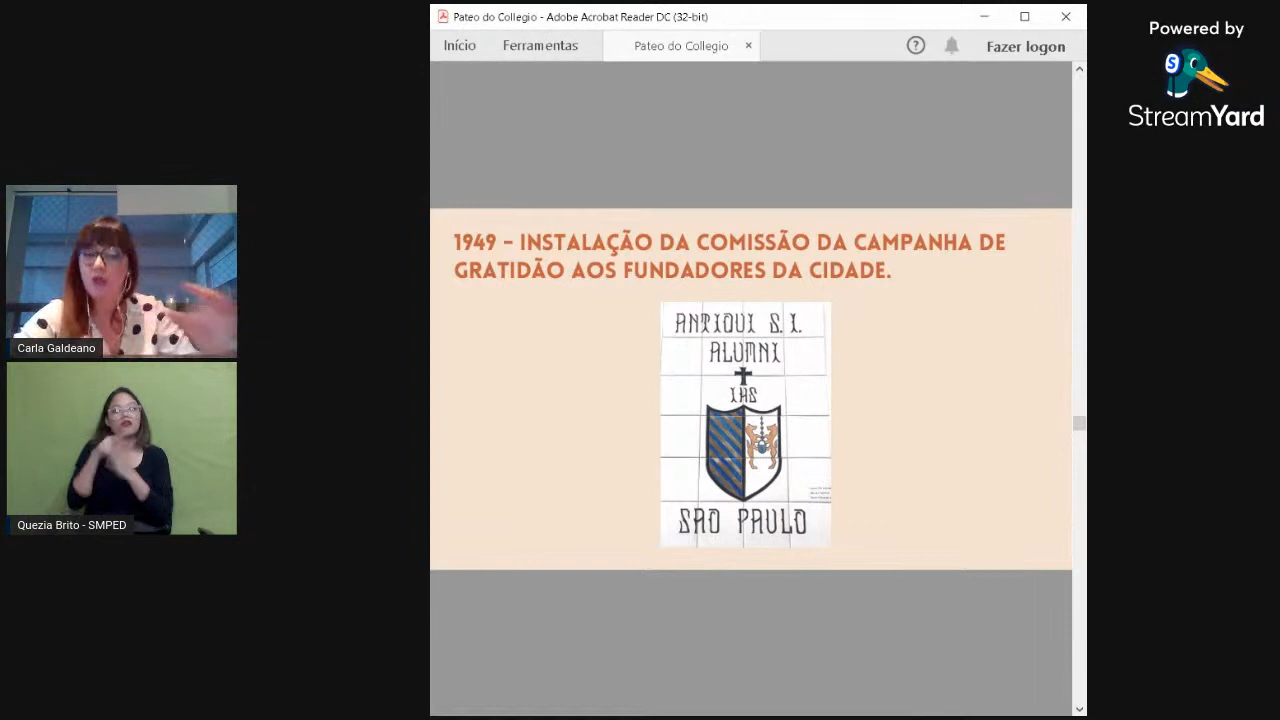 Pateo do Collegio - Adobe Acrobat Reader DC (32-bit)
Início
Ferramentas
Pateo do Collegio
Fazer logon
Powered by
StreamYard
1949 - INSTALAÇÃO DA COMISSÃO DA CAMPANHA DE
GRATIDÃO AOS FUNDADORES DA CIDADE.
ANTIQUI S. I.
ALUMNI
IHS
SAO PAULO
Carla Galdeano
Quezia Brito - SMPED